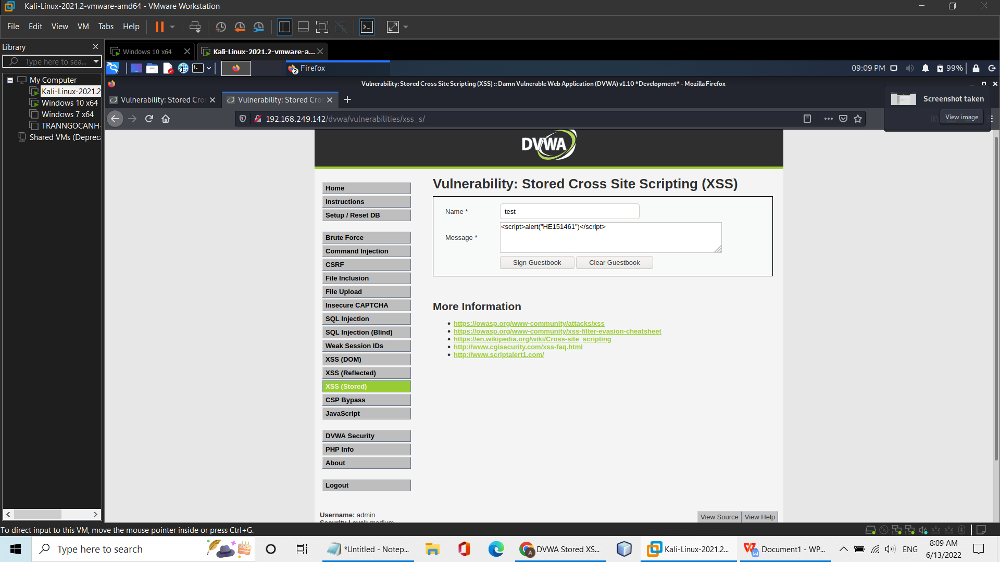 Kali-Linux-2021.2-vmware-amd64 - VMware Workstation
File Edit View VM Tabs Help
Library
Type here to sea...
My Computer
Kali-Linux-2021.2
Windows 10 x64
Windows 7 x64
TRANNGOCANH-
Shared VMs (Depreca
Windows 10 x64
Kali-Linux-2021.2-vmware-a...
2 Firefox
09:09 PM 99%
Vulnerability: Stored Cross Site Scripting (XSS) :: Damn Vulnerable Web Application (DVWA) v1.10 *Development* - Mozilla Firefox
Vulnerability: Stored Cro
Vulnerability: Stored Cro
Screenshot taken
View image
192.168.249.142/dvwa/vulnerabilities/xss_s/
DVWA
Home
Instructions
Setup / Reset DB
Brute Force
Command Injection
CSRF
File Inclusion
File Upload
Insecure CAPTCHA
SQL Injection
SQL Injection (Blind)
Weak Session IDs
XSS (DOM)
XSS (Reflected)
XSS (Stored)
CSP Bypass
JavaScript
DVWA Security
PHP Info
About
Logout
Vulnerability: Stored Cross Site Scripting (XSS)
Name * test
Message * <script>alert("HE151461")</script>
Sign Guestbook Clear Guestbook
More Information
https://owasp.org/www-community/attacks/xss
https://owasp.org/www-community/xss-filter-evasion-cheatsheet
https://en.wikipedia.org/wiki/Cross-site_scripting
http://www.cgisecurity.com/xss-faq.html
http://www.scriptalert1.com/
Username: admin
Security Level: medium
View Source View Help
To direct input to this VM, move the mouse pointer inside or press Ctrl+G.
Type here to search
*Untitled - Notep...
DVWA Stored XS...
Kali-Linux-2021.2...
Document1 - WP...
ENG
8:09 AM
6/13/2022